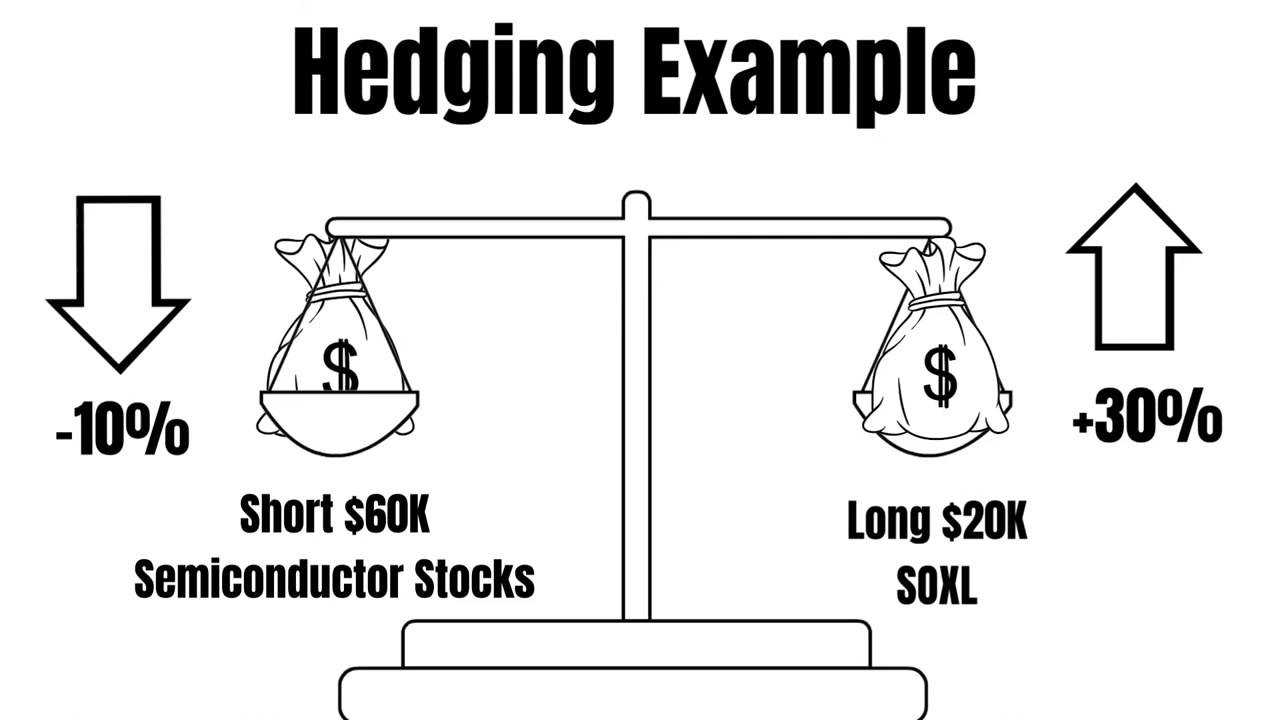 Hedging Example
$
$
-10%
+30%
Short $60K
Semiconductor Stocks
Long $20K
SOXL